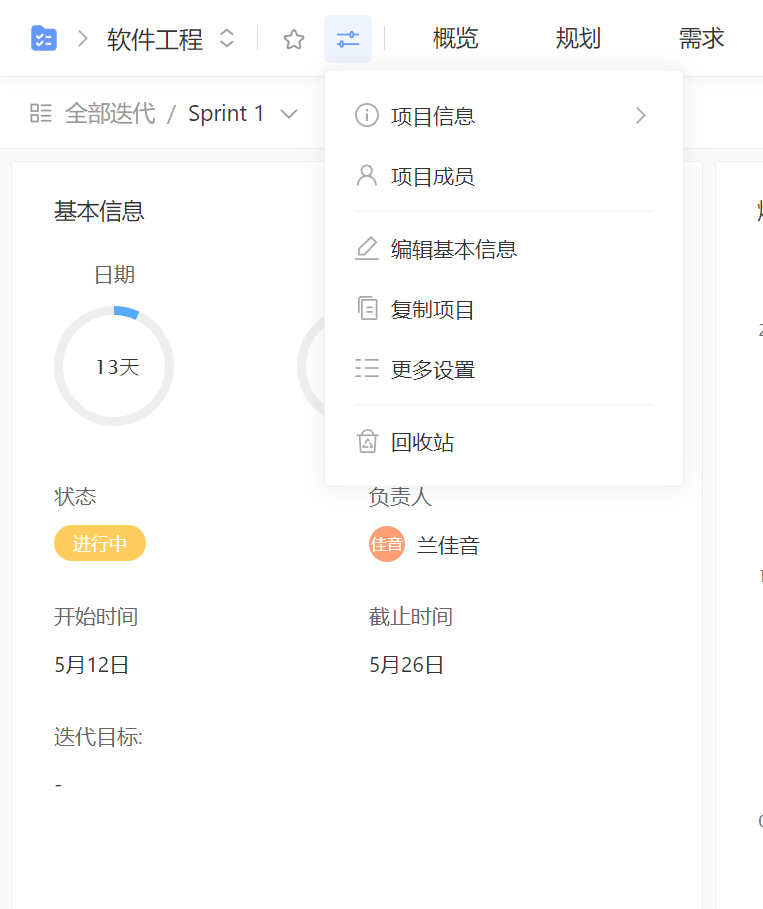 软件工程
概览 规划 需求
全部迭代 / Sprint 1
项目信息
项目成员
编辑基本信息
复制项目
更多设置
回收站
基本信息
日期
13天
状态 负责人
进行中 佳音 兰佳音
开始时间 截止时间
5月12日 5月26日
迭代目标:
-